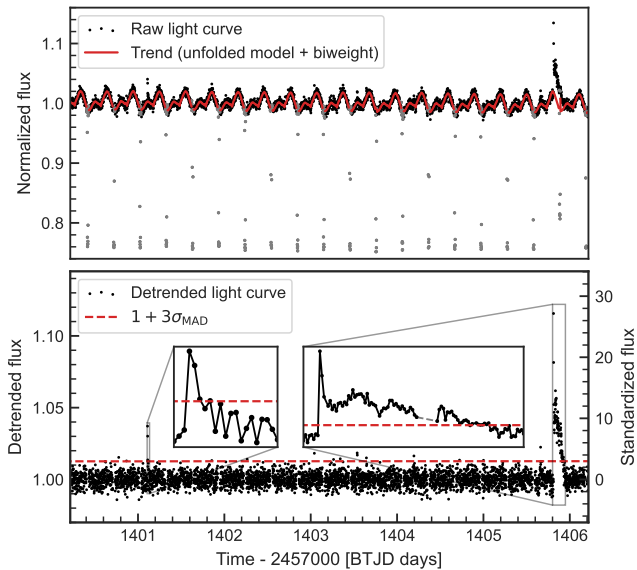 Raw light curve
Trend (unfolded model + biweight)
1.1
1.0
0.9
0.8
Normalized flux
Detrended light curve
1 + 3σMAD
1.10
1.05
1.00
Detrended flux
30
20
10
0
Standardized flux
1401 1402 1403 1404 1405 1406
Time - 2457000 [BTJD days]